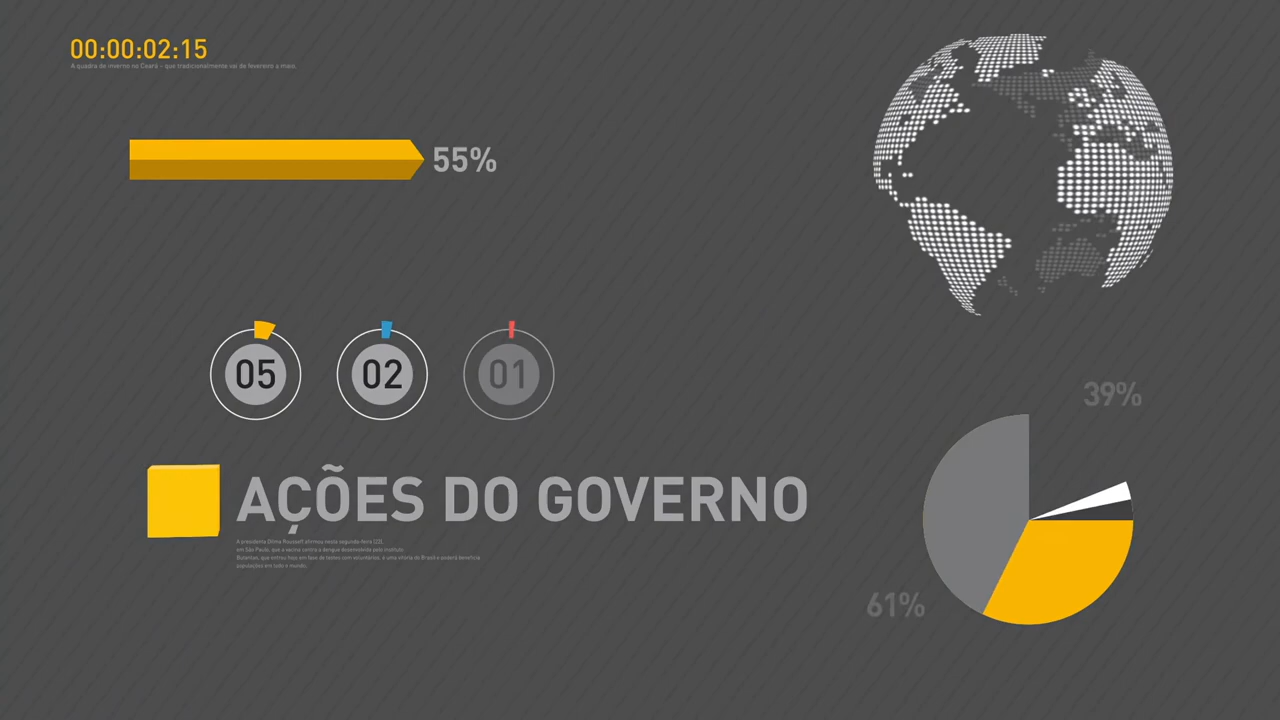 00:00:02:15
A quadra de inverno no Ceará – que tradicionalmente vai de fevereiro a maio.
55%
05
02
01
39%
AÇÕES DO GOVERNO
A presidenta Dilma Rousseff afirmou nesta segunda-feira (22),
em São Paulo, que a vacina contra a dengue desenvolvida pelo Instituto
Butantan, que entrou hoje em fase de testes com voluntários, é uma vitória do Brasil e poderá beneficiar
populações em todo o mundo.
61%